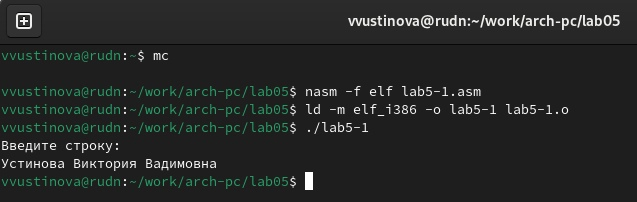 vvustinova@rudn:~/work/arch-pc/lab05
vvustinova@rudn:~$ mc
vvustinova@rudn:~/work/arch-pc/lab05$ nasm -f elf lab5-1.asm
vvustinova@rudn:~/work/arch-pc/lab05$ ld -m elf_i386 -o lab5-1 lab5-1.o
vvustinova@rudn:~/work/arch-pc/lab05$ ./lab5-1
Введите строку:
Устинова Виктория Вадимовна
vvustinova@rudn:~/work/arch-pc/lab05$